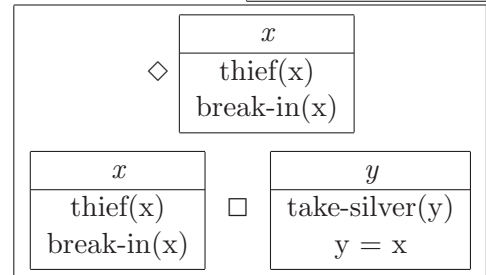 x
◇ thief(x)
break-in(x)
x y
thief(x) □ take-silver(y)
break-in(x) y = x